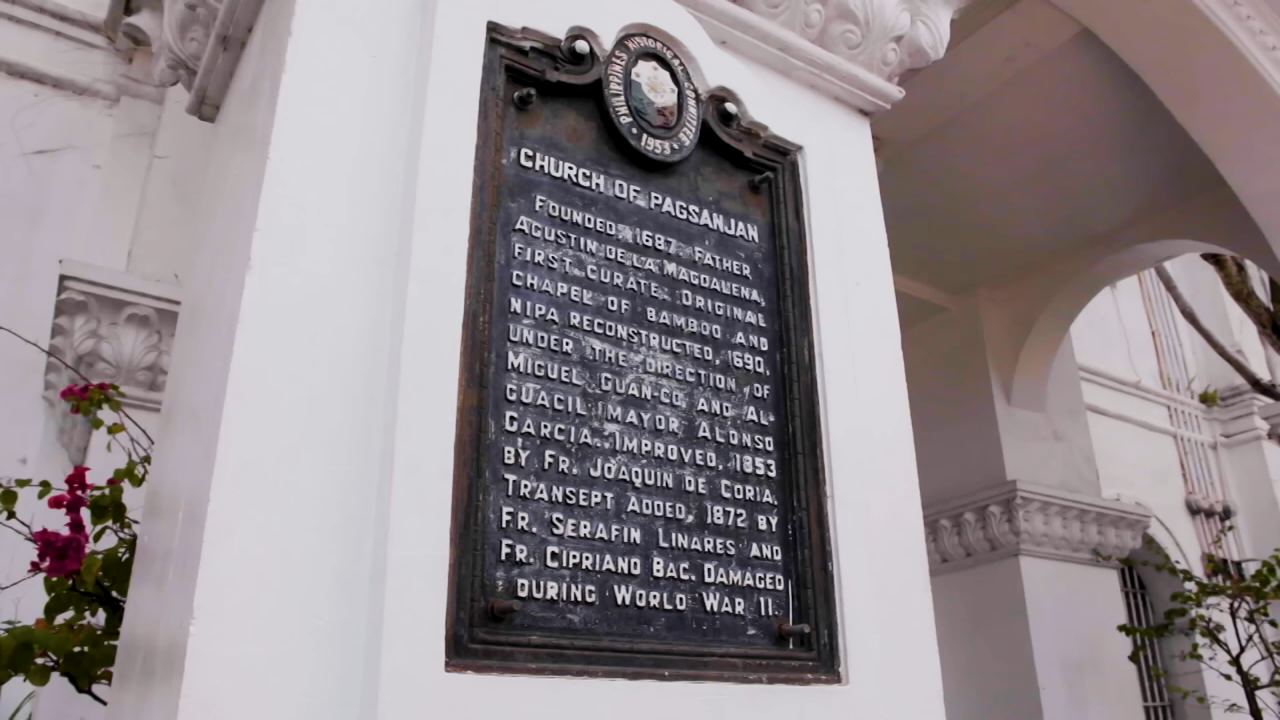 PHILIPPINES HISTORICAL COMMITTEE
1953
CHURCH OF PAGSANJAN
FOUNDED, 1687. FATHER
AGUSTIN DE LA MAGDALENA,
FIRST CURATE. ORIGINAL
CHAPEL OF BAMBOO AND
NIPA RECONSTRUCTED, 1690,
UNDER THE DIRECTION OF
MIGUEL GUAN-CO AND AL-
GUACIL MAYOR ALONSO
GARCIA. IMPROVED, 1853
BY FR. JOAQUIN DE CORIA.
TRANSEPT ADDED, 1872 BY
FR. SERAFIN LINARES AND
FR. CIPRIANO BAC. DAMAGED
DURING WORLD WAR II.